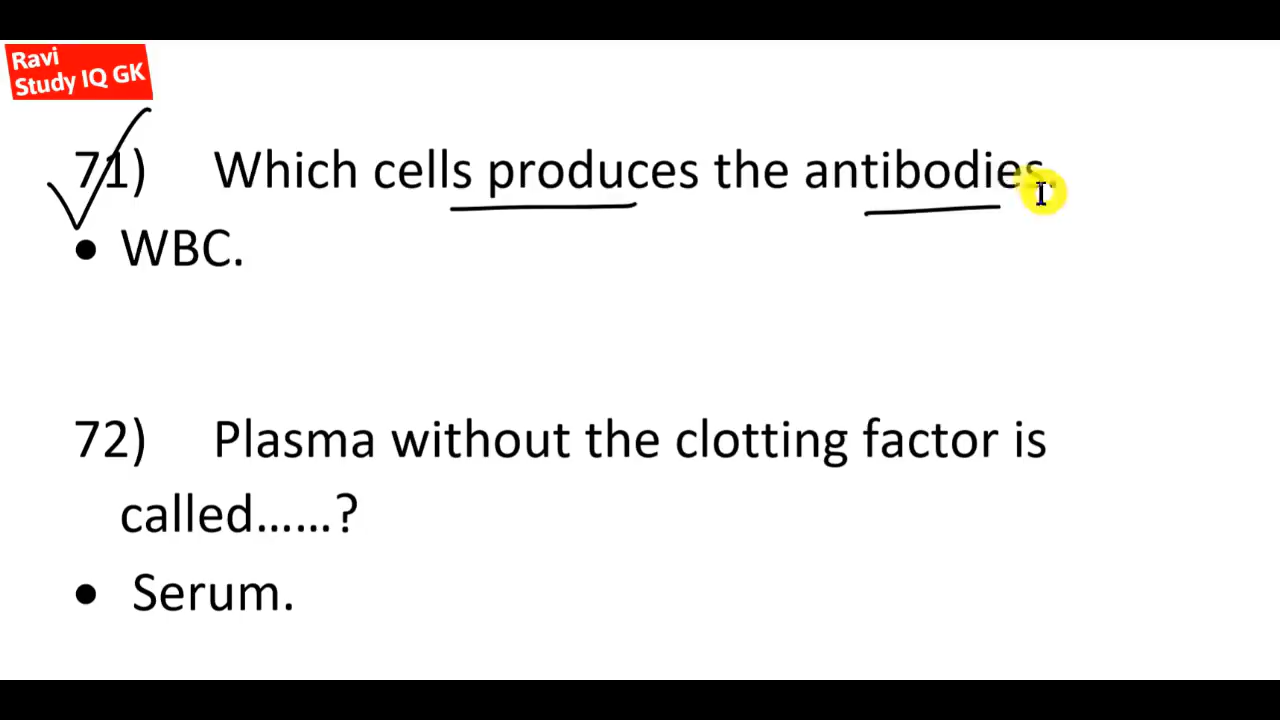 Ravi
Study IQ GK
71) Which cells produces the antibodies.
• WBC.
72) Plasma without the clotting factor is
called......?
• Serum.